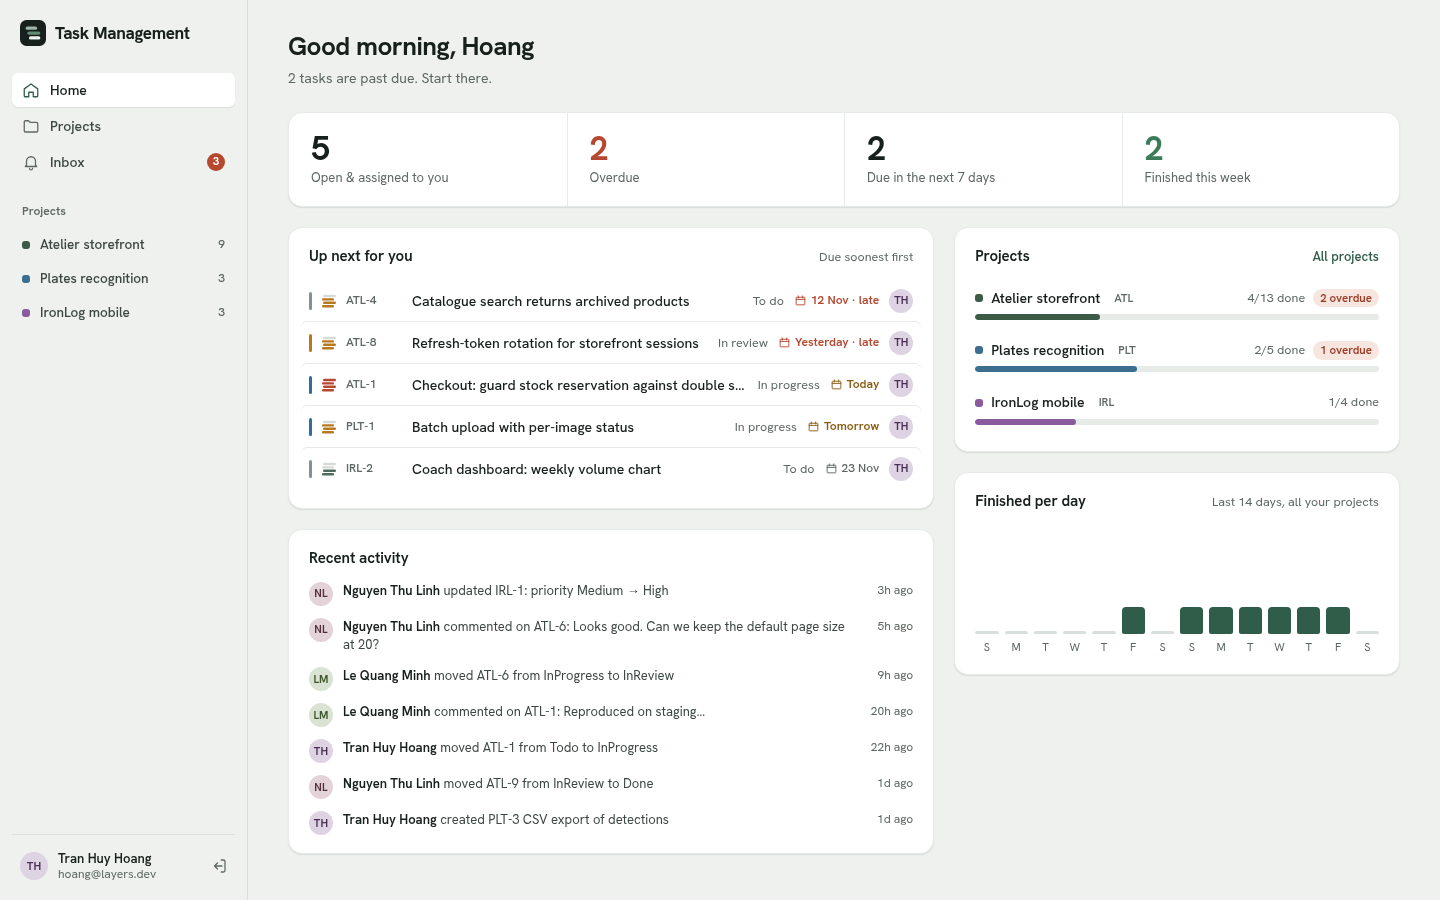 Task Management
Home
Projects
Inbox 3
Projects
Atelier storefront 9
Plates recognition 3
IronLog mobile 3
TH Tran Huy Hoang
hoang@layers.dev
Good morning, Hoang
2 tasks are past due. Start there.
5
Open & assigned to you
2
Overdue
2
Due in the next 7 days
2
Finished this week
Up next for you Due soonest first
ATL-4 Catalogue search returns archived products To do 12 Nov · late TH
ATL-8 Refresh-token rotation for storefront sessions In review Yesterday · late TH
ATL-1 Checkout: guard stock reservation against double s... In progress Today TH
PLT-1 Batch upload with per-image status In progress Tomorrow TH
IRL-2 Coach dashboard: weekly volume chart To do 23 Nov TH
Recent activity
NL Nguyen Thu Linh updated IRL-1: priority Medium → High 3h ago
NL Nguyen Thu Linh commented on ATL-6: Looks good. Can we keep the default page size 5h ago
at 20?
LM Le Quang Minh moved ATL-6 from InProgress to InReview 9h ago
LM Le Quang Minh commented on ATL-1: Reproduced on staging... 20h ago
TH Tran Huy Hoang moved ATL-1 from Todo to InProgress 22h ago
NL Nguyen Thu Linh moved ATL-9 from InReview to Done 1d ago
TH Tran Huy Hoang created PLT-3 CSV export of detections 1d ago
Projects All projects
Atelier storefront ATL 4/13 done 2 overdue
Plates recognition PLT 2/5 done 1 overdue
IronLog mobile IRL 1/4 done
Finished per day Last 14 days, all your projects
S M T W T F S S M T W T F S